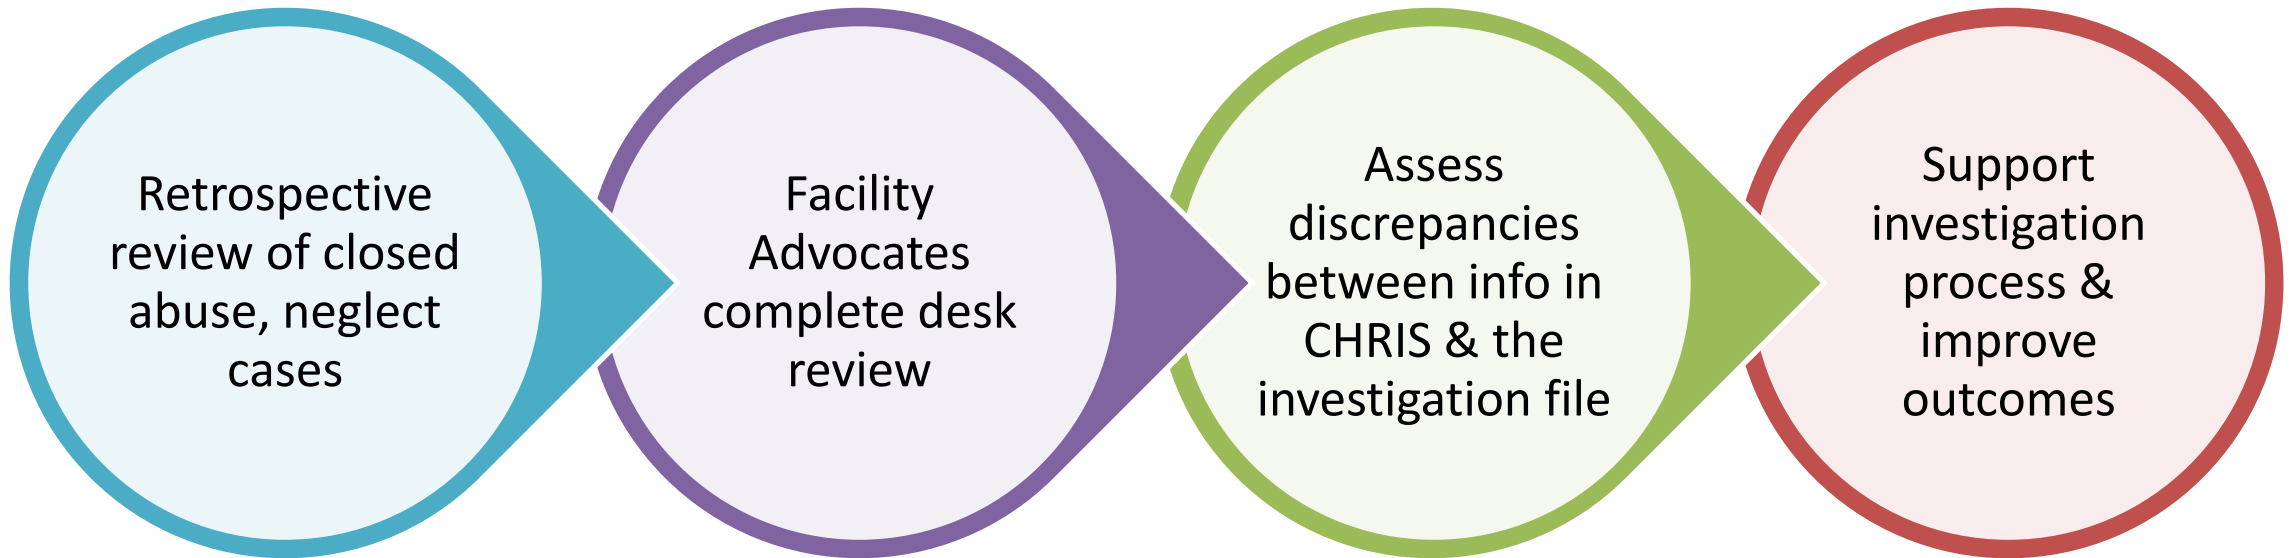 Retrospective
review of closed
abuse, neglect
cases
Facility
Advocates
complete desk
review
Assess
discrepancies
between info in
CHRIS & the
investigation file
Support
investigation
process &
improve
outcomes